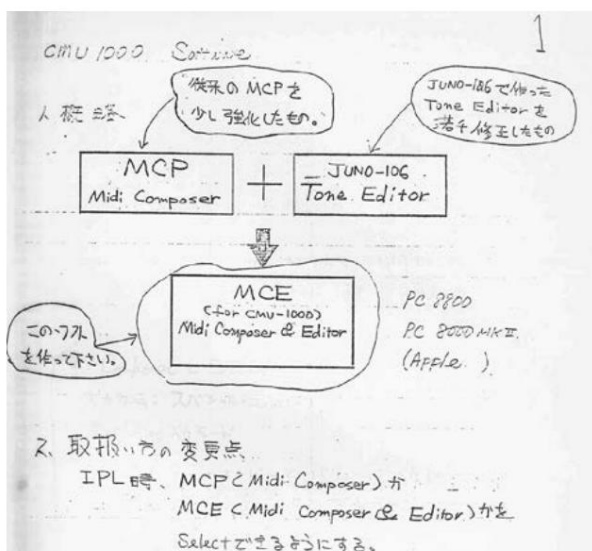 1
CMU 1000 Software
1. 概略
従来の MCP を
少し強化したもの。
JUNO-106で作った
Tone Editor を
若干修正したもの
MCP
Midi Composer
+
JUNO-106
Tone Editor
MCE
(for CMU-1000)
Midi Composer & Editor
このソフト
を作って下さい。
PC 8800
PC 8000 MKII
(Apple )
2. 取扱い方の変更点
IPL時、MCP (Midi Composer) か
MCE (Midi Composer & Editor) かを
Selectできるようにする。